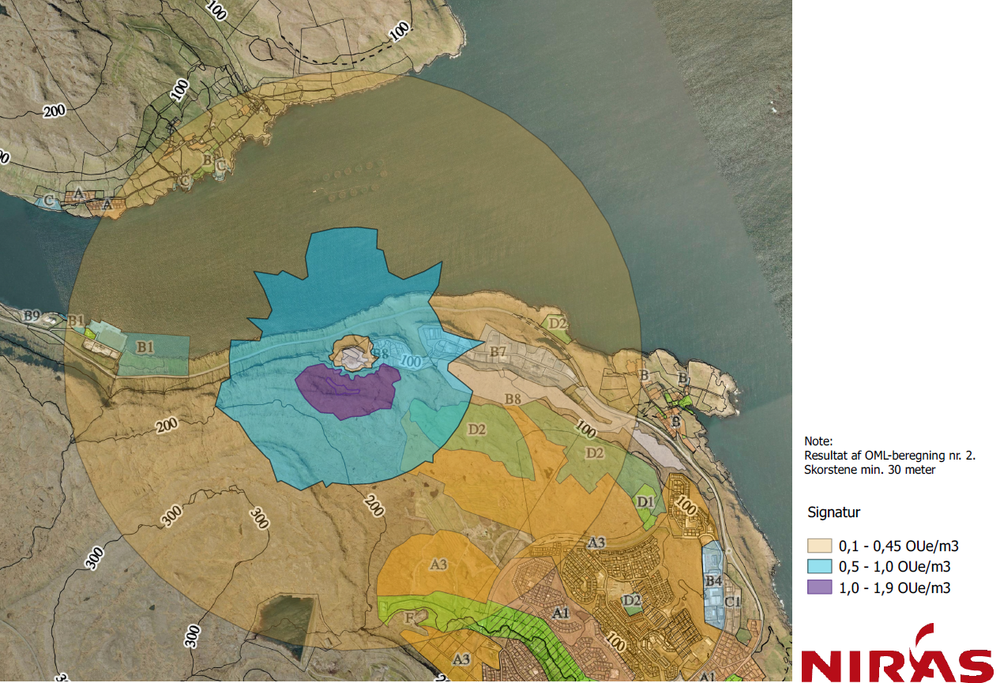 100
100
100
200
B
C
C
A
C
A
B9
B1
B1
D2
B7
B8
100
B
B
B8
200
D2
100
B
D2
D1
100
200
300
300
300
A3
A3
B4
D2
C1
A1
F
300
100
A3
A1
Note:
Resultat af OML-beregning nr. 2.
Skorstene min. 30 meter
Signatur
0,1 - 0,45 OUe/m3
0,5 - 1,0 OUe/m3
1,0 - 1,9 OUe/m3
NIRAS